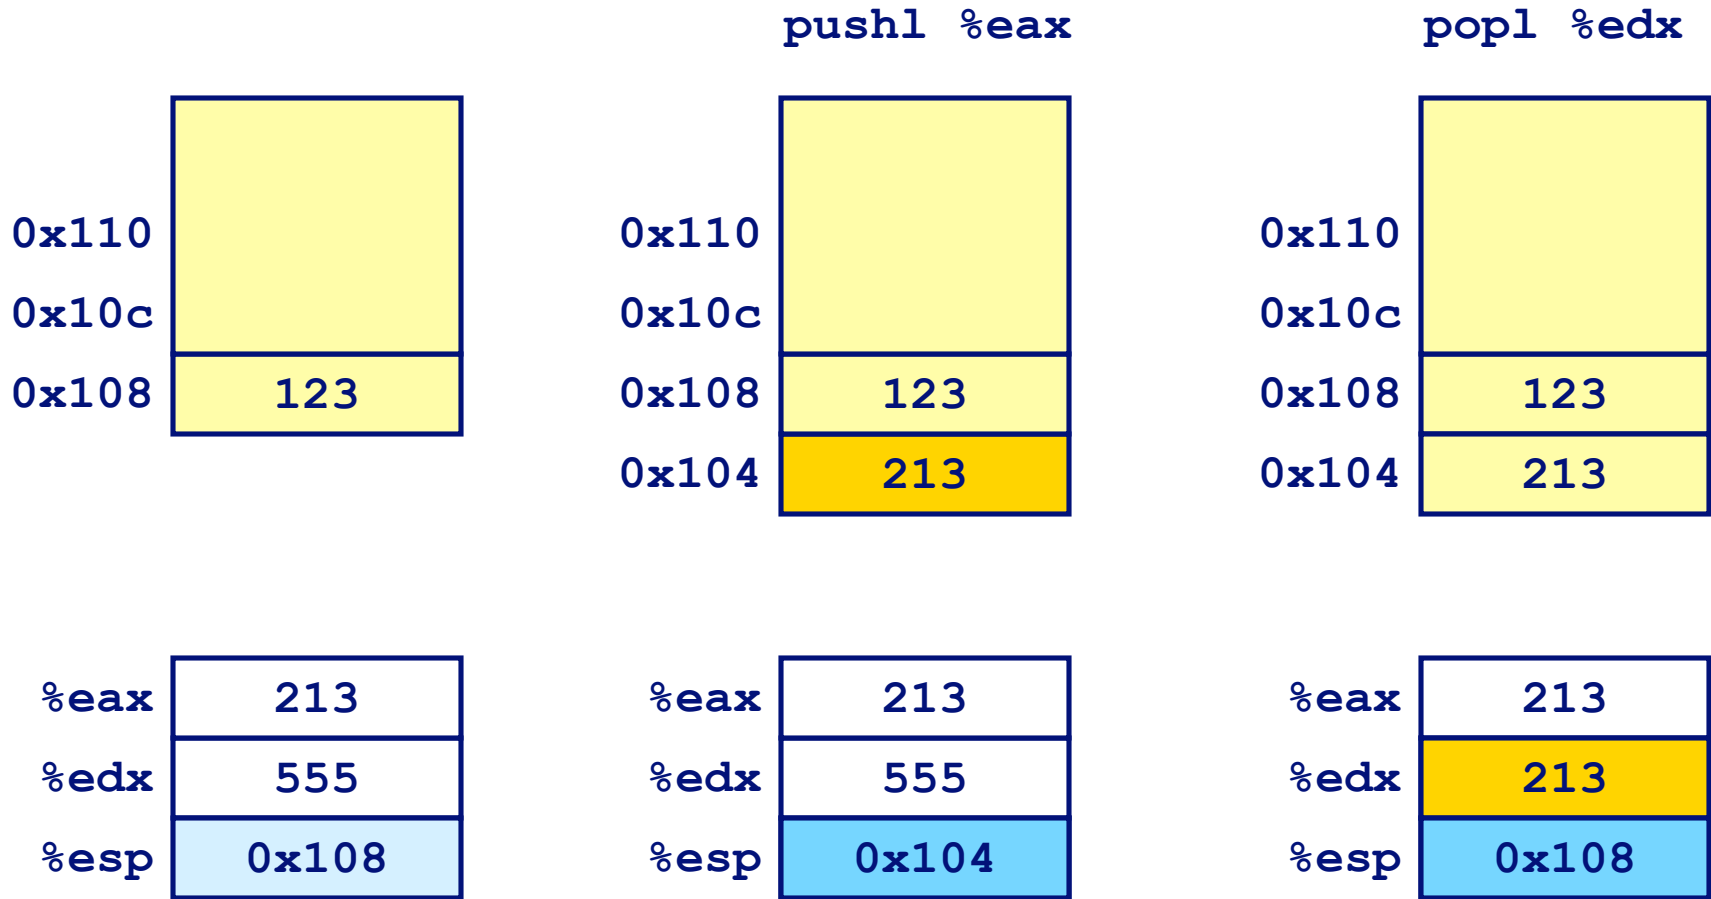 pushl %eax popl %edx
0x110 0x110 0x110
0x10c 0x10c 0x10c
0x108 123 0x108 123 0x108 123
0x104 213 0x104 213
%eax 213 %eax 213 %eax 213
%edx 555 %edx 555 %edx 213
%esp 0x108 %esp 0x104 %esp 0x108